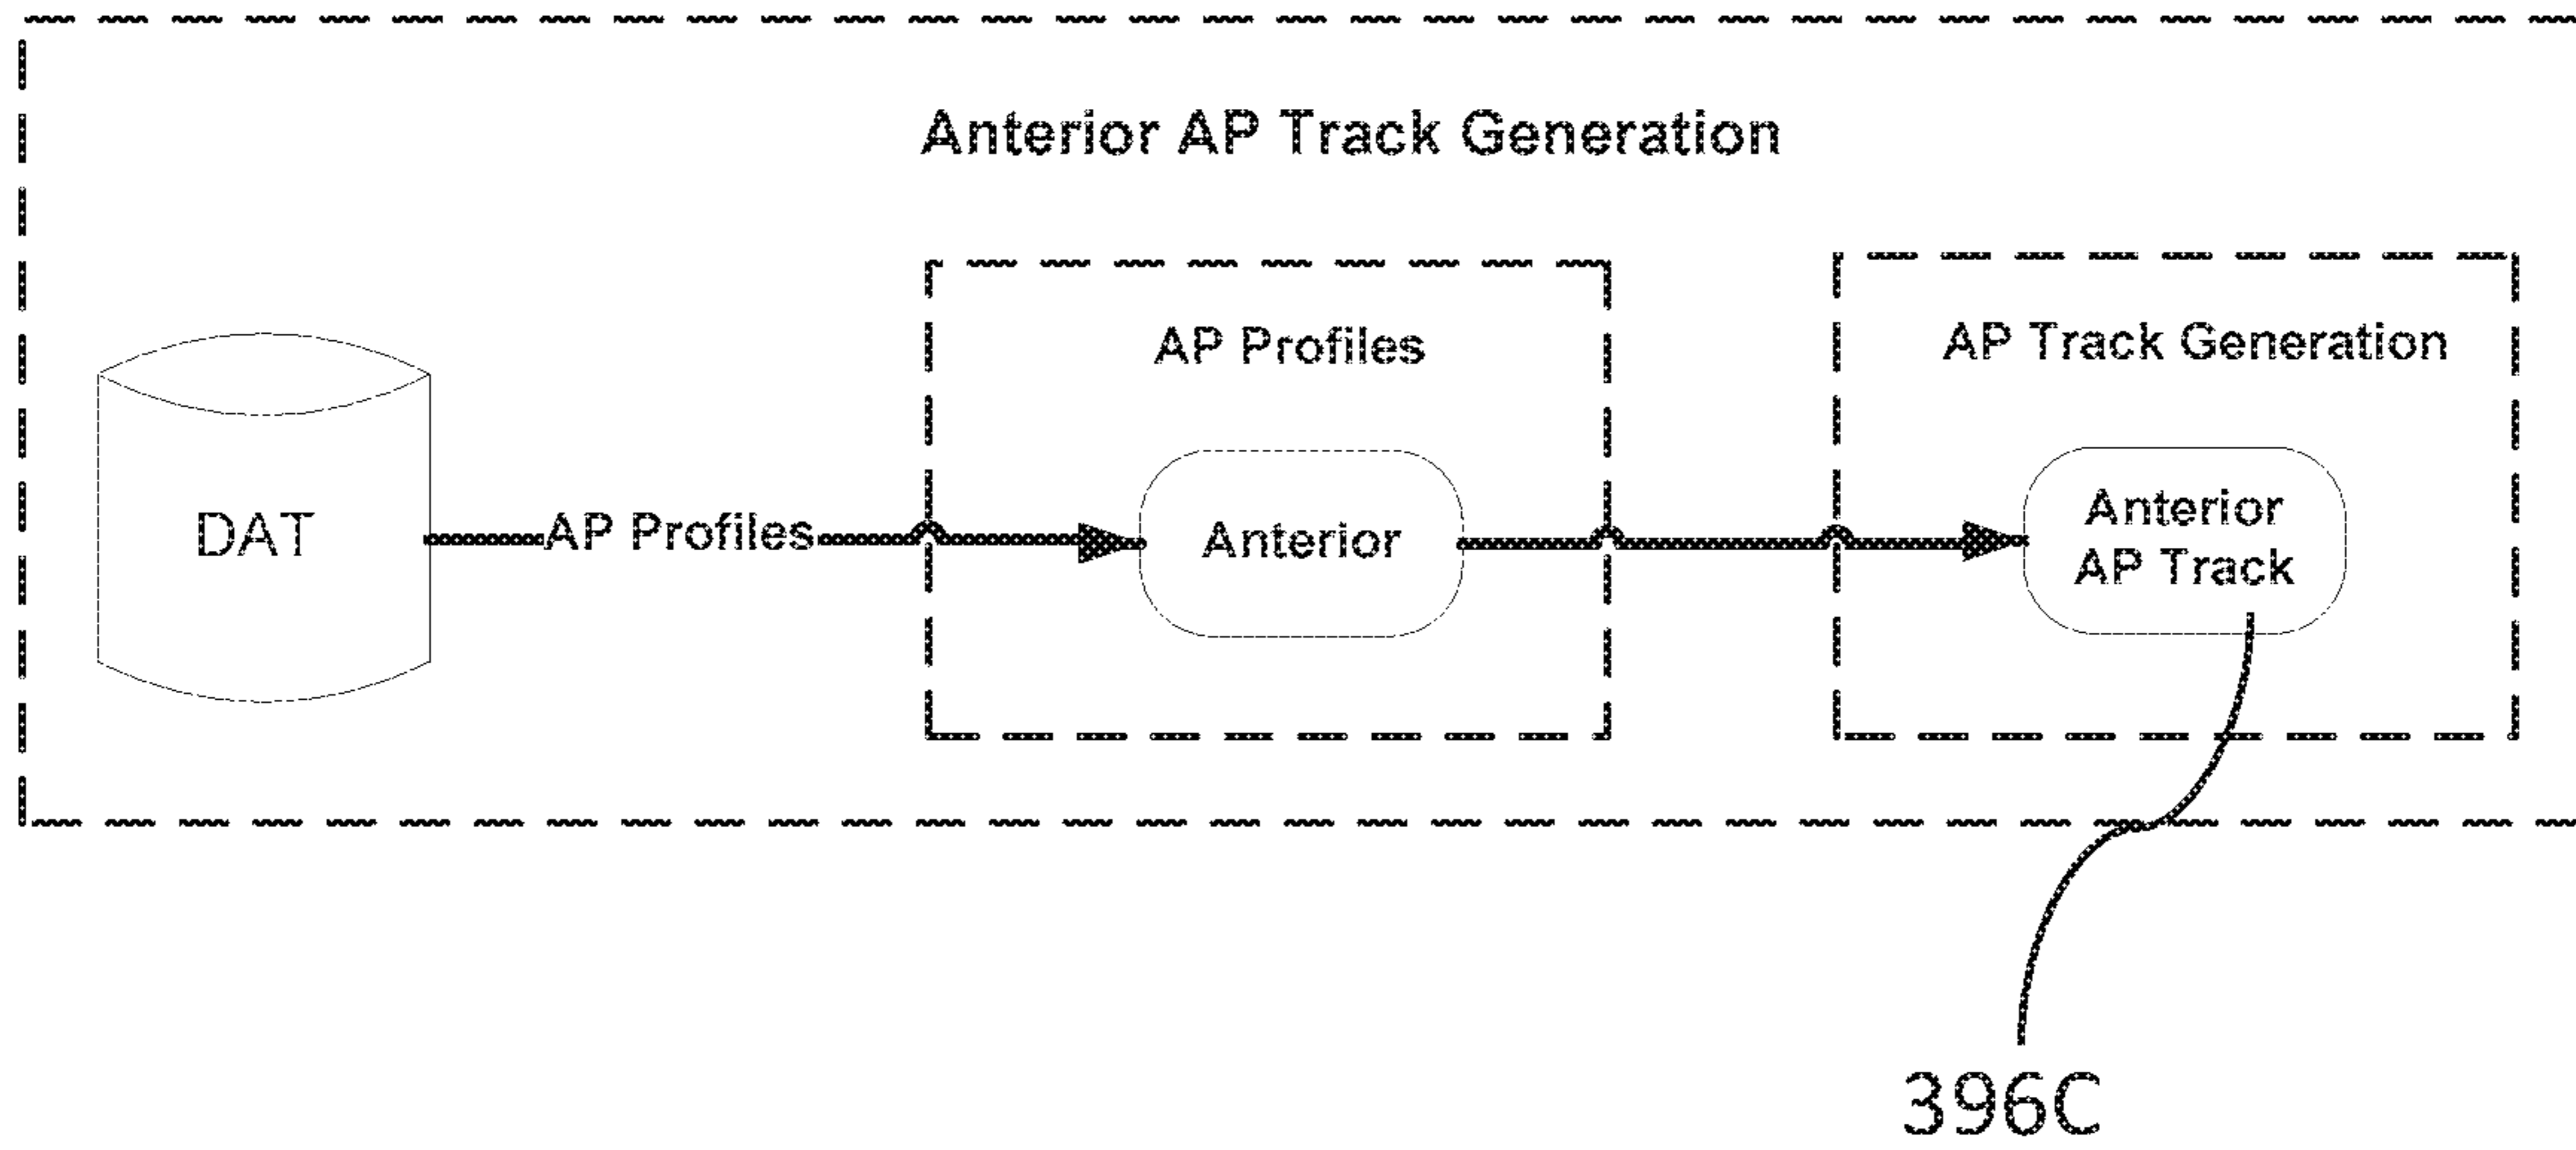 Anterior AP Track Generation
AP Profiles
AP Track Generation
DAT
AP Profiles
Anterior
Anterior
AP Track
396C